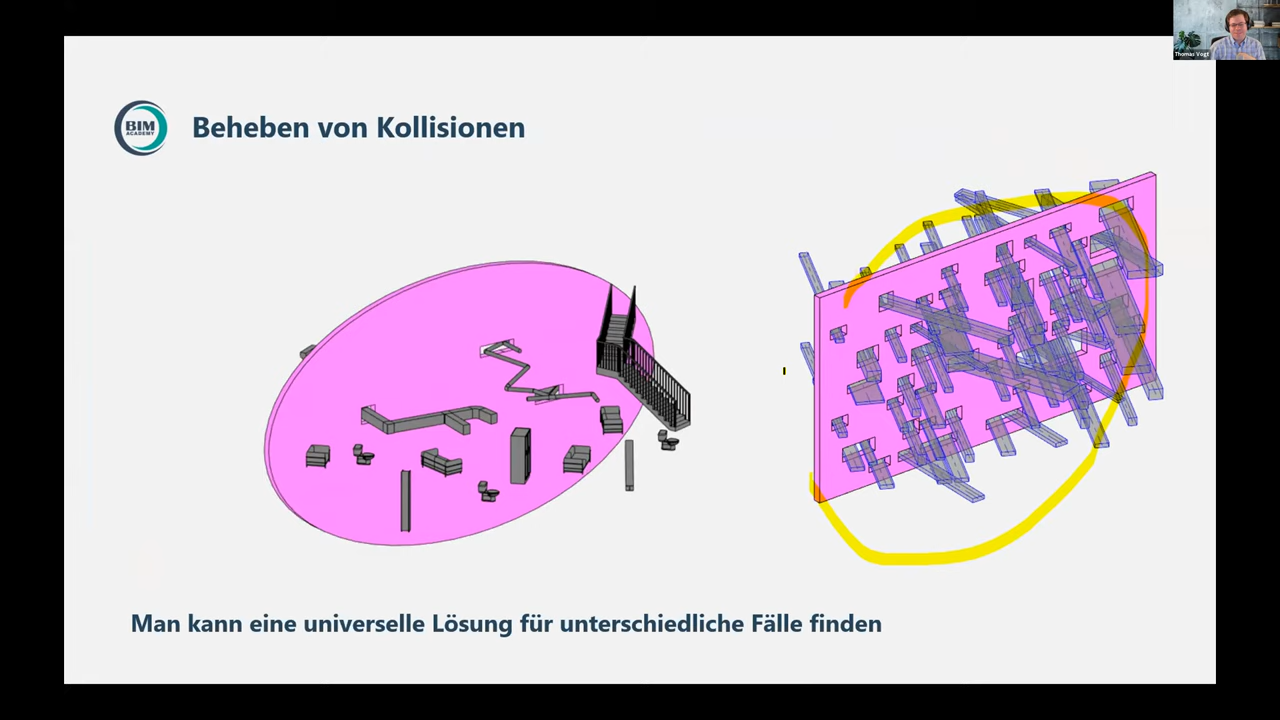 Thomas Vogt
BIM
ACADEMY
Beheben von Kollisionen
Man kann eine universelle Lösung für unterschiedliche Fälle finden